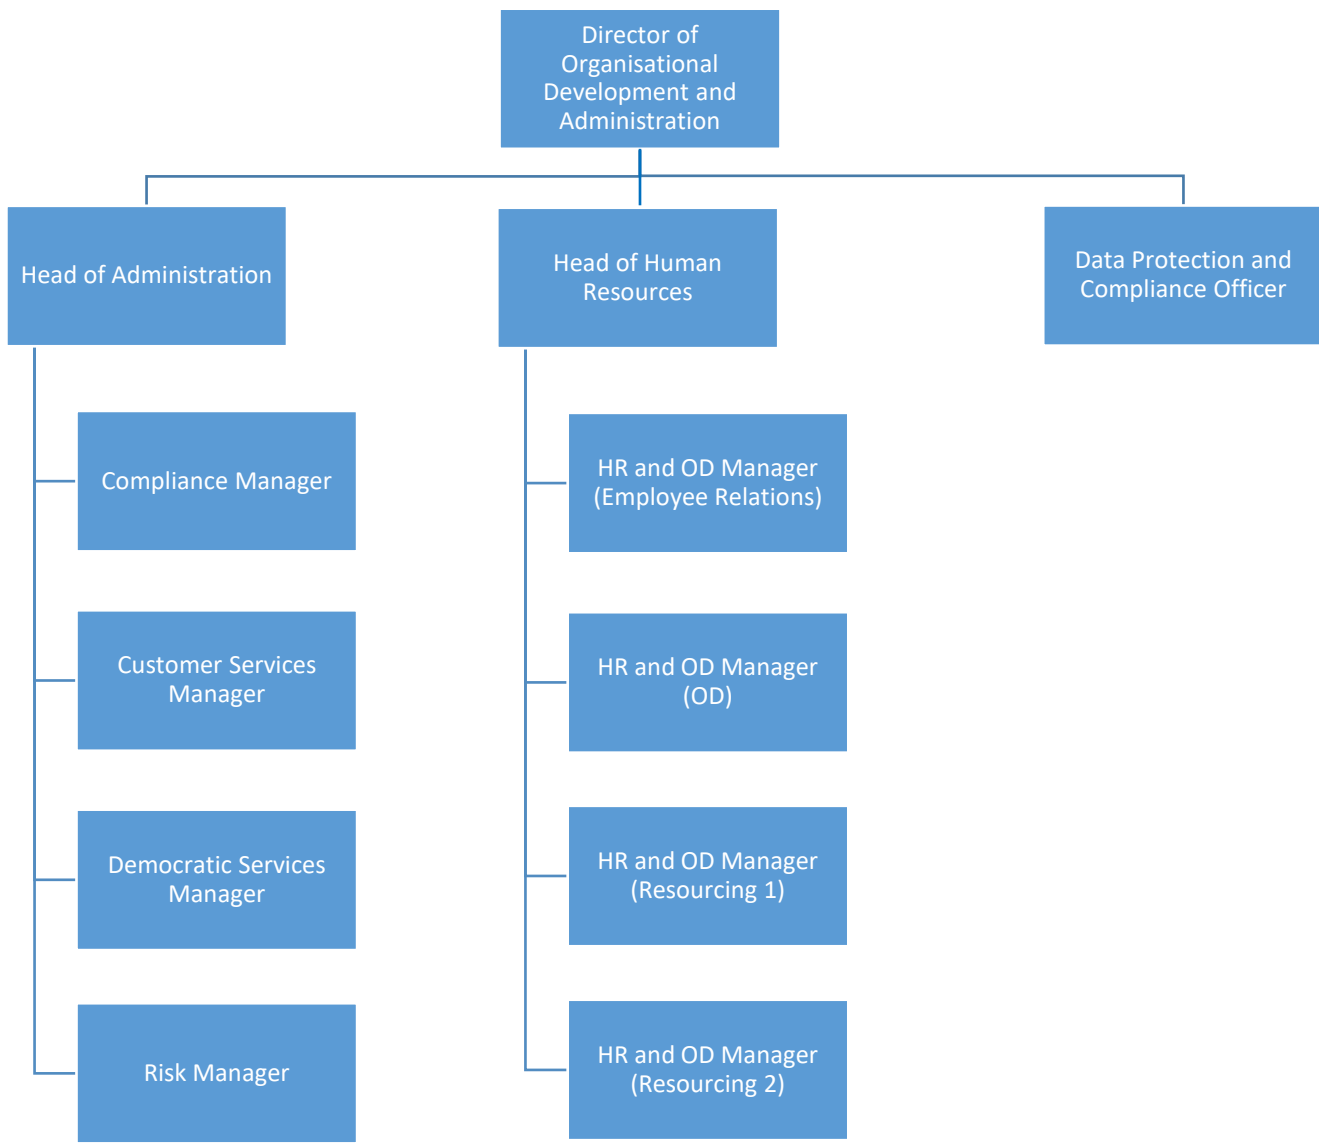 Director of
Organisational
Development and
Administration
Head of Administration
Head of Human
Resources
Data Protection and
Compliance Officer
Compliance Manager
HR and OD Manager
(Employee Relations)
Customer Services
Manager
HR and OD Manager
(OD)
Democratic Services
Manager
HR and OD Manager
(Resourcing 1)
Risk Manager
HR and OD Manager
(Resourcing 2)